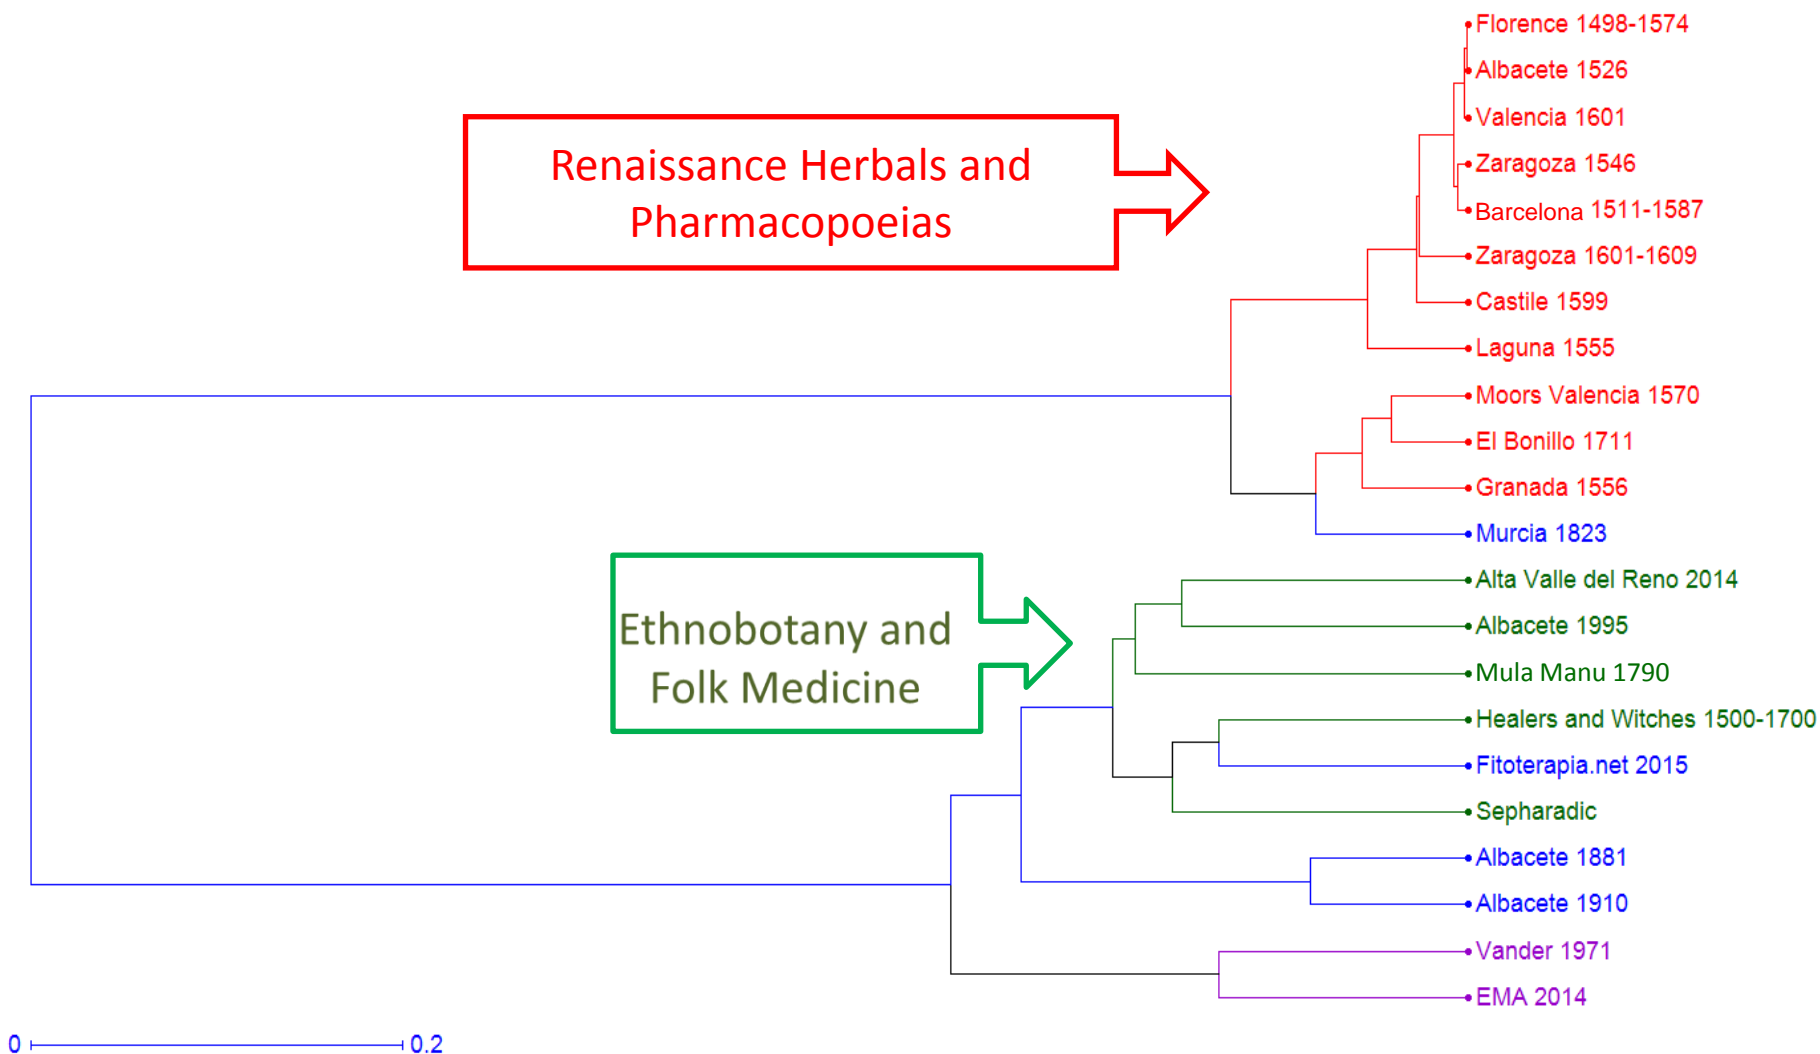 Florence 1498-1574
Albacete 1526
Valencia 1601
Renaissance Herbals and
Pharmacopoeias
Zaragoza 1546
Barcelona 1511-1587
Zaragoza 1601-1609
Castile 1599
Laguna 1555
Moors Valencia 1570
El Bonillo 1711
Granada 1556
Murcia 1823
Alta Valle del Reno 2014
Albacete 1995
Ethnobotany and
Folk Medicine
Mula Manu 1790
Healers and Witches 1500-1700
Fitoterapia.net 2015
Sepharadic
Albacete 1881
Albacete 1910
Vander 1971
EMA 2014
0 0.2